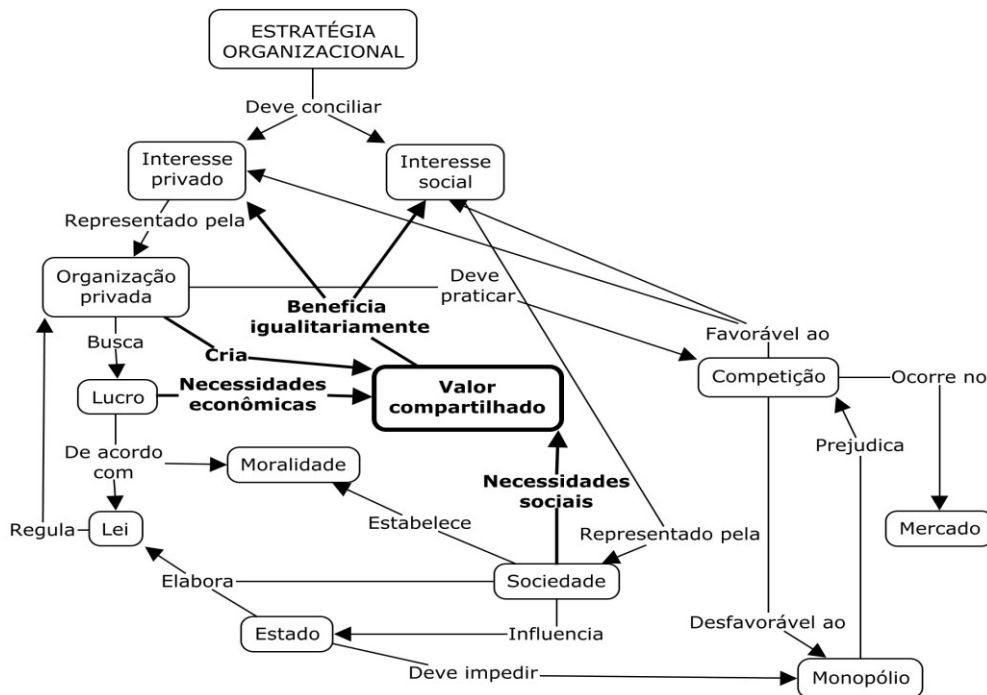 ESTRATÉGIA
ORGANIZACIONAL
Deve conciliar
Interesse
privado
Interesse
social
Representado pela
Organização
privada
Deve
praticar
Beneficia
igualitariamente
Favorável ao
Busca
Cria
Lucro
Necessidades
econômicas
Valor
compartilhado
Competição
Ocorre no
De acordo
com
Moralidade
Prejudica
Necessidades
sociais
Regula
Lei
Estabelece
Representado pela
Mercado
Elabora
Sociedade
Estado
Influencia
Desfavorável ao
Deve impedir
Monopólio